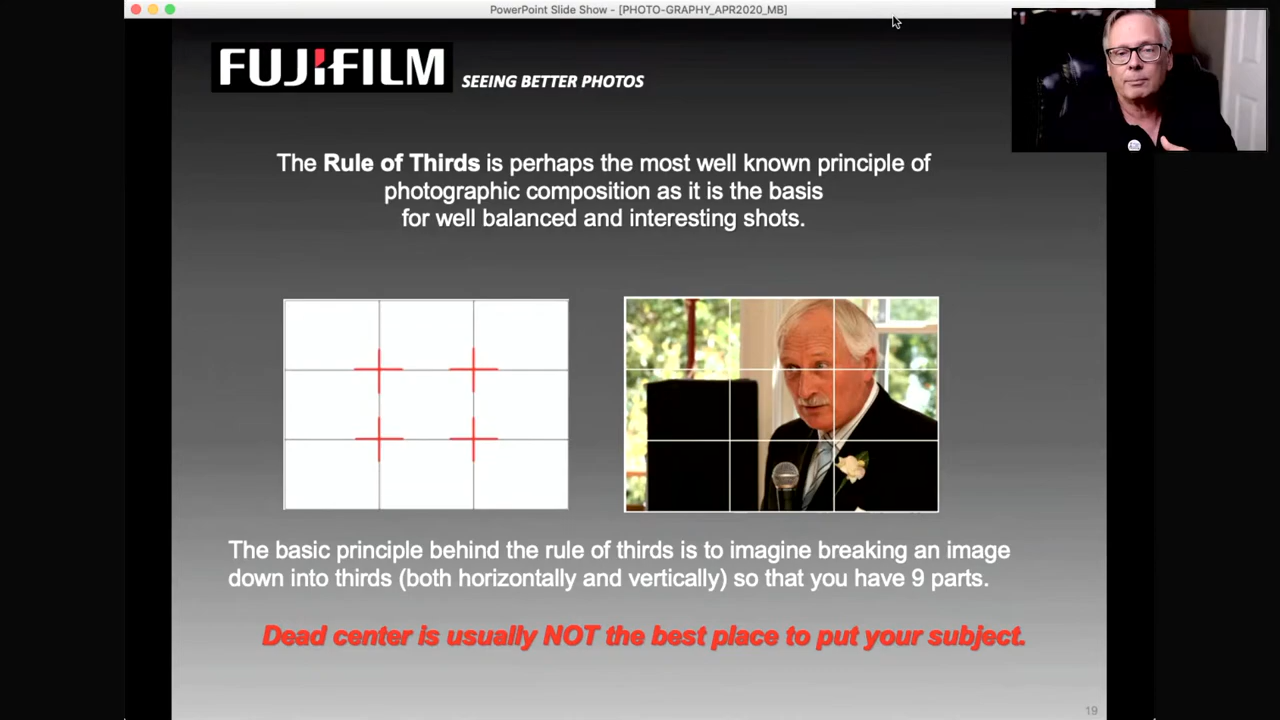 PowerPoint Slide Show - [PHOTO-GRAPHY_APR2020_MB]
FUJIFILM SEEING BETTER PHOTOS
The Rule of Thirds is perhaps the most well known principle of
photographic composition as it is the basis
for well balanced and interesting shots.
The basic principle behind the rule of thirds is to imagine breaking an image
down into thirds (both horizontally and vertically) so that you have 9 parts.
Dead center is usually NOT the best place to put your subject.
19